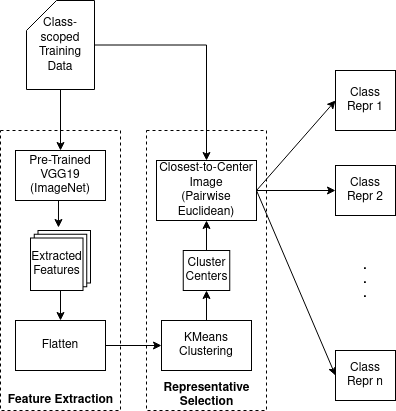 Class-
scoped
Training
Data
Pre-Trained
VGG19
(ImageNet)
Extracted
Features
Flatten
Feature Extraction
Closest-to-Center
Image
(Pairwise
Euclidean)
Cluster
Centers
KMeans
Clustering
Representative
Selection
Class
Repr 1
Class
Repr 2
.
.
.
Class
Repr n